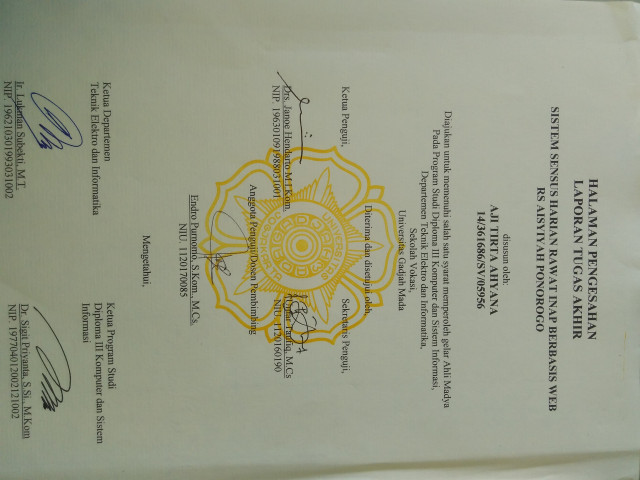 HALAMAN PENGESAHAN
LAPORAN TUGAS AKHIR
SISTEM SENSUS HARIAN RAWAT INAP BERBASIS WEB
RS AISYIYAH PONOROGO
disusun oleh:
AJI TIRTA AHYANA
14/361686/SV/05956
Diajukan untuk memenuhi salah satu syarat memperoleh gelar Ahli Madya
Pada Program Studi Diploma III Komputer dan Sistem Informasi,
Departemen Teknik Elektro dan Informatika,
Sekolah Vokasi,
Universitas Gadjah Mada
Diterima dan disetujui oleh,
Ketua Penguji,
Drs. Janoe Hendarto M.I.Kom.
NIP. 196301091988031001
Sekretaris Penguji,
Taufiq, M.Cs
NIU. 1120160190
Anggota Penguji/Dosen Pembimbing
Endro Purnomo, S.Kom., M.Cs.
NIU. 1120170085
Mengetahui,
Ketua Departemen
Teknik Elektro dan Informatika
Ir. Lukman Subekti, M.T.
NIP. 196210301993031002
Ketua Program Studi
Diploma III Komputer dan Sistem
Informasi
Dr. Sigit Priyanta, S.Si., M.Kom
NIP. 197704012002121002